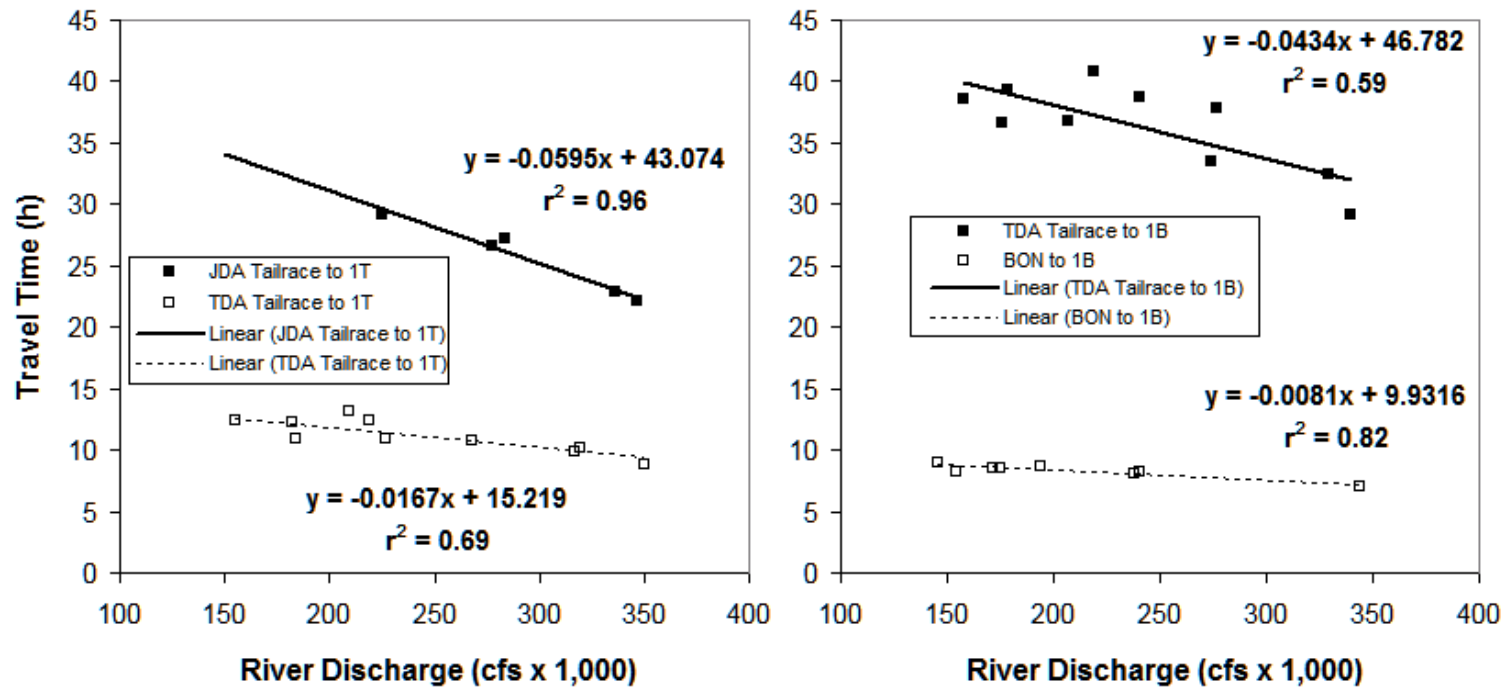 45
40
35
30
25
20
15
10
5
0
Travel Time (h)
y = -0.0595x + 43.074
r² = 0.96
JDA Tailrace to 1T
TDA Tailrace to 1T
Linear (JDA Tailrace to 1T)
Linear (TDA Tailrace to 1T)
y = -0.0167x + 15.219
r² = 0.69
100 150 200 250 300 350 400
River Discharge (cfs x 1,000)
45
40
35
30
25
20
15
10
5
0
y = -0.0434x + 46.782
r² = 0.59
TDA Tailrace to 1B
BON to 1B
Linear (TDA Tailrace to 1B)
Linear (BON to 1B)
y = -0.0081x + 9.9316
r² = 0.82
100 150 200 250 300 350 400
River Discharge (cfs x 1,000)